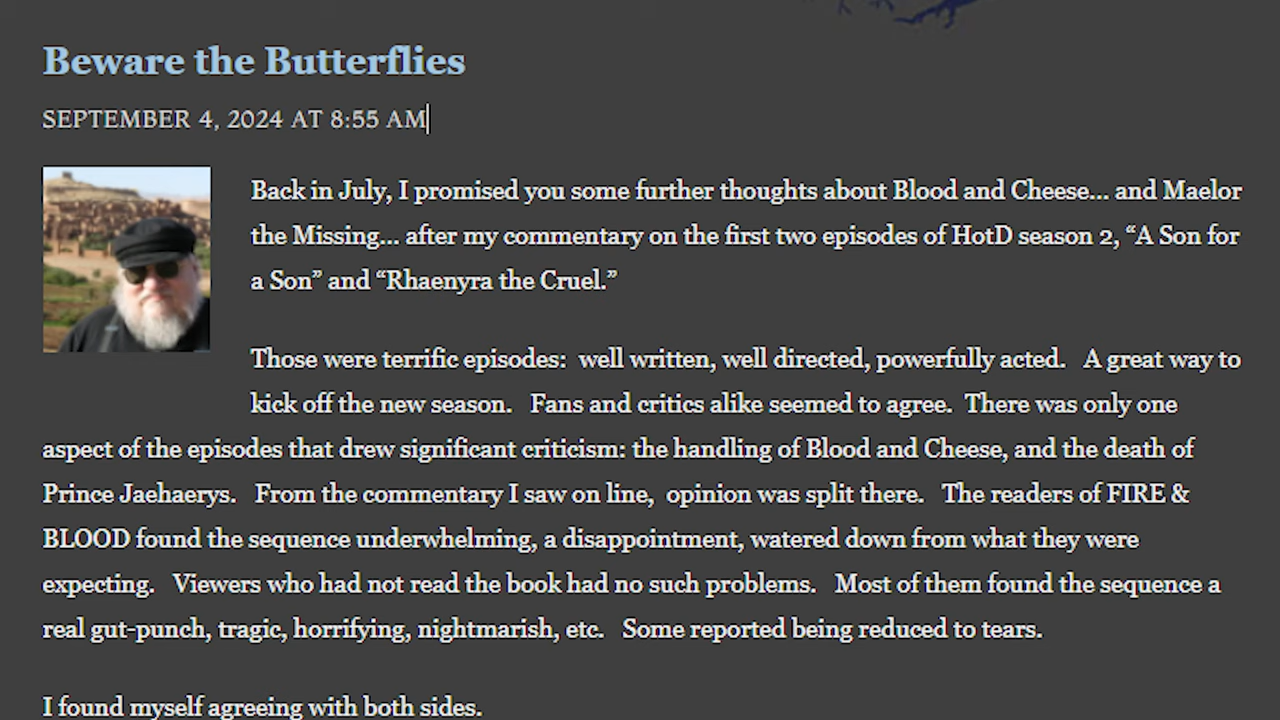 Beware the Butterflies
SEPTEMBER 4, 2024 AT 8:55 AM
Back in July, I promised you some further thoughts about Blood and Cheese... and Maelor
the Missing... after my commentary on the first two episodes of HotD season 2, “A Son for
a Son” and “Rhaenyra the Cruel.”
Those were terrific episodes:  well written, well directed, powerfully acted.   A great way to
kick off the new season.   Fans and critics alike seemed to agree.  There was only one
aspect of the episodes that drew significant criticism: the handling of Blood and Cheese, and the death of
Prince Jaehaerys.   From the commentary I saw on line,  opinion was split there.   The readers of FIRE &
BLOOD found the sequence underwhelming, a disappointment, watered down from what they were
expecting.   Viewers who had not read the book had no such problems.   Most of them found the sequence a
real gut-punch, tragic, horrifying, nightmarish, etc.   Some reported being reduced to tears.
I found myself agreeing with both sides.